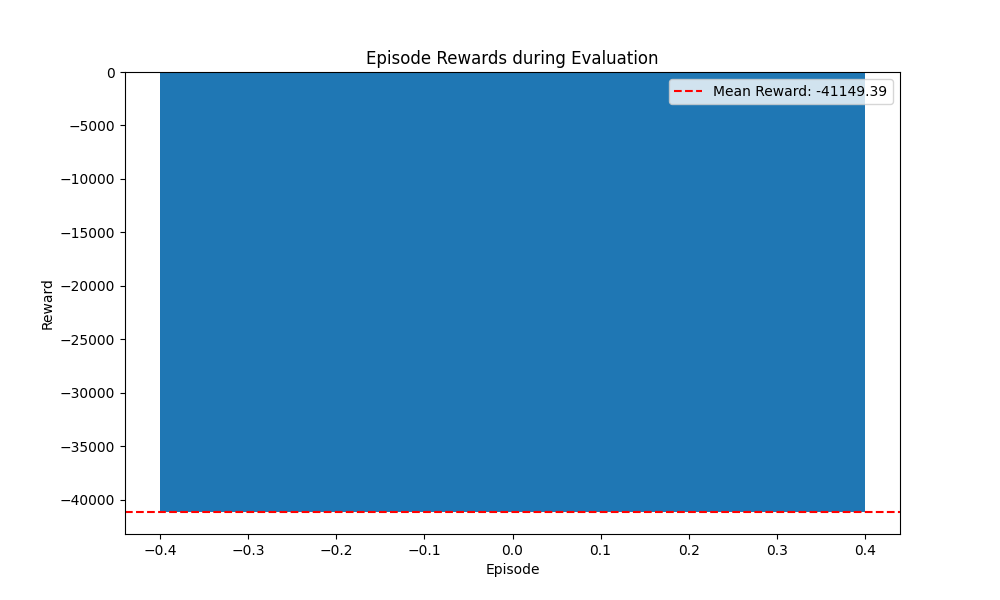 Episode Rewards during Evaluation
Mean Reward: -41149.39
0
−5000
−10000
−15000
−20000
−25000
−30000
−35000
−40000
Reward
−0.4 −0.3 −0.2 −0.1 0.0 0.1 0.2 0.3 0.4
Episode